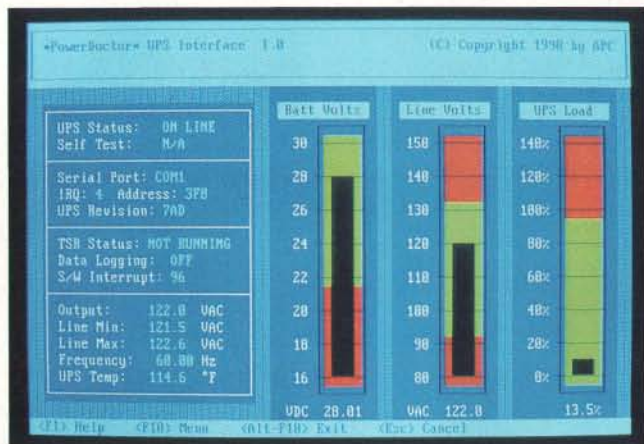 *PowerDoctor* UPS Interface 1.0
(C) Copyright 1990 by APC
UPS Status: ON LINE
Self Test: N/A
Serial Port: COM1
IRQ: 4 Address: 3F8
UPS Revision: 7AD
TSR Status: NOT RUNNING
Data Logging: OFF
S/W Interrupt: 96
Output: 122.0 VAC
Line Min: 121.5 VAC
Line Max: 122.6 VAC
Frequency: 60.00 Hz
UPS Temp: 114.6 °F
Batt Volts
30
28
26
24
22
20
18
16
VDC 28.01
Line Volts
150
140
130
120
110
100
90
80
VAC 122.0
UPS Load
140%
120%
100%
80%
60%
40%
20%
0%
13.5%
<F1> Help <F10> Menu <Alt-F10> Exit <Esc> Cancel